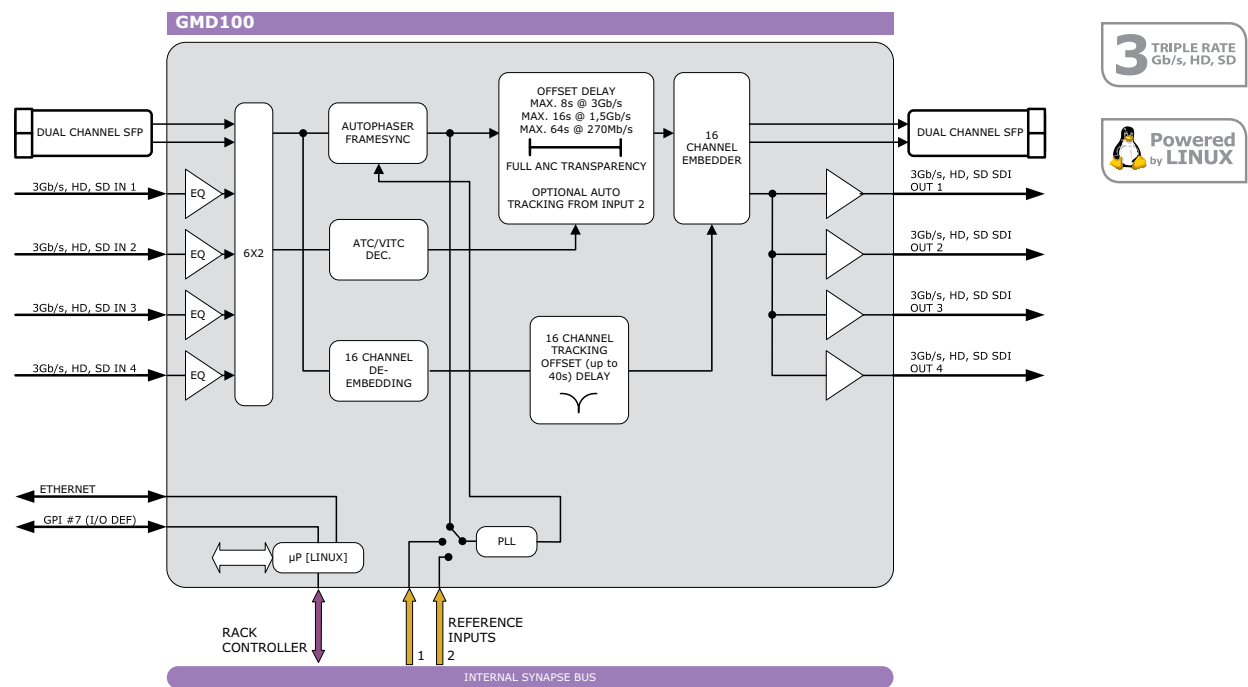 GMD100
3 TRIPLE RATE
Gb/s, HD, SD
Powered
by LINUX
DUAL CHANNEL SFP
3Gb/s, HD, SD IN 1
3Gb/s, HD, SD IN 2
3Gb/s, HD, SD IN 3
3Gb/s, HD, SD IN 4
EQ
EQ
EQ
EQ
6X2
AUTOPHASER
FRAMESYNC
ATC/VITC
DEC.
16 CHANNEL
DE-
EMBEDDING
OFFSET DELAY
MAX. 8s @ 3Gb/s
MAX. 16s @ 1,5Gb/s
MAX. 64s @ 270Mb/s
FULL ANC TRANSPARENCY
OPTIONAL AUTO
TRACKING FROM INPUT 2
16 CHANNEL
TRACKING
OFFSET (up to
40s) DELAY
16
CHANNEL
EMBEDDER
DUAL CHANNEL SFP
3Gb/s, HD, SD SDI
OUT 1
3Gb/s, HD, SD SDI
OUT 2
3Gb/s, HD, SD SDI
OUT 3
3Gb/s, HD, SD SDI
OUT 4
ETHERNET
GPI #7 (I/O DEF)
µP [LINUX]
PLL
RACK
CONTROLLER
REFERENCE
INPUTS
1
2
INTERNAL SYNAPSE BUS